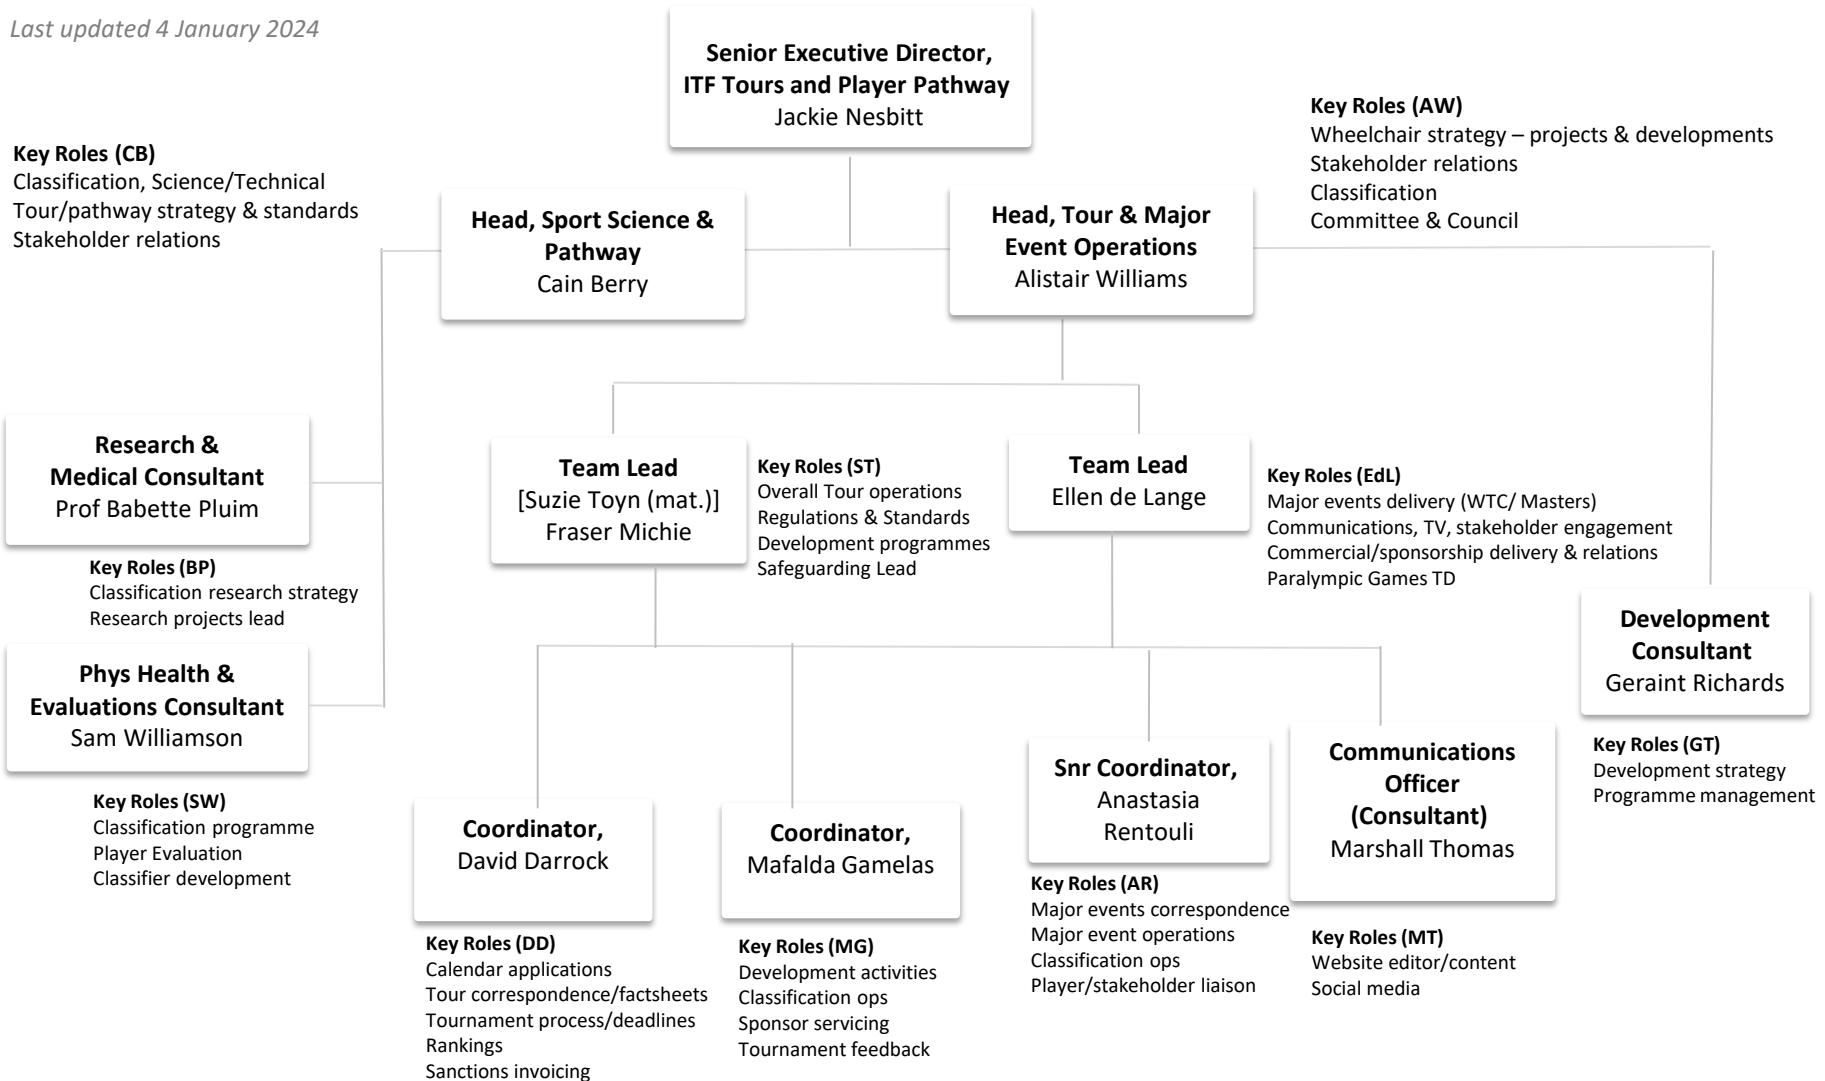 Last updated 4 January 2024
Senior Executive Director,
ITF Tours and Player Pathway
Jackie Nesbitt
Key Roles (CB)
Classification, Science/Technical
Tour/pathway strategy & standards
Stakeholder relations
Head, Sport Science &
Pathway
Cain Berry
Head, Tour & Major
Event Operations
Alistair Williams
Key Roles (AW)
Wheelchair strategy – projects & developments
Stakeholder relations
Classification
Committee & Council
Research &
Medical Consultant
Prof Babette Pluim
Key Roles (BP)
Classification research strategy
Research projects lead
Team Lead
[Suzie Toyn (mat.)]
Fraser Michie
Key Roles (ST)
Overall Tour operations
Regulations & Standards
Development programmes
Safeguarding Lead
Team Lead
Ellen de Lange
Key Roles (EdL)
Major events delivery (WTC/ Masters)
Communications, TV, stakeholder engagement
Commercial/sponsorship delivery & relations
Paralympic Games TD
Development
Consultant
Geraint Richards
Key Roles (GT)
Development strategy
Programme management
Phys Health &
Evaluations Consultant
Sam Williamson
Key Roles (SW)
Classification programme
Player Evaluation
Classifier development
Coordinator,
David Darrock
Key Roles (DD)
Calendar applications
Tour correspondence/factsheets
Tournament process/deadlines
Rankings
Sanctions invoicing
Coordinator,
Mafalda Gamelas
Key Roles (MG)
Development activities
Classification ops
Sponsor servicing
Tournament feedback
Snr Coordinator,
Anastasia
Rentouli
Key Roles (AR)
Major events correspondence
Major event operations
Classification ops
Player/stakeholder liaison
Communications
Officer
(Consultant)
Marshall Thomas
Key Roles (MT)
Website editor/content
Social media